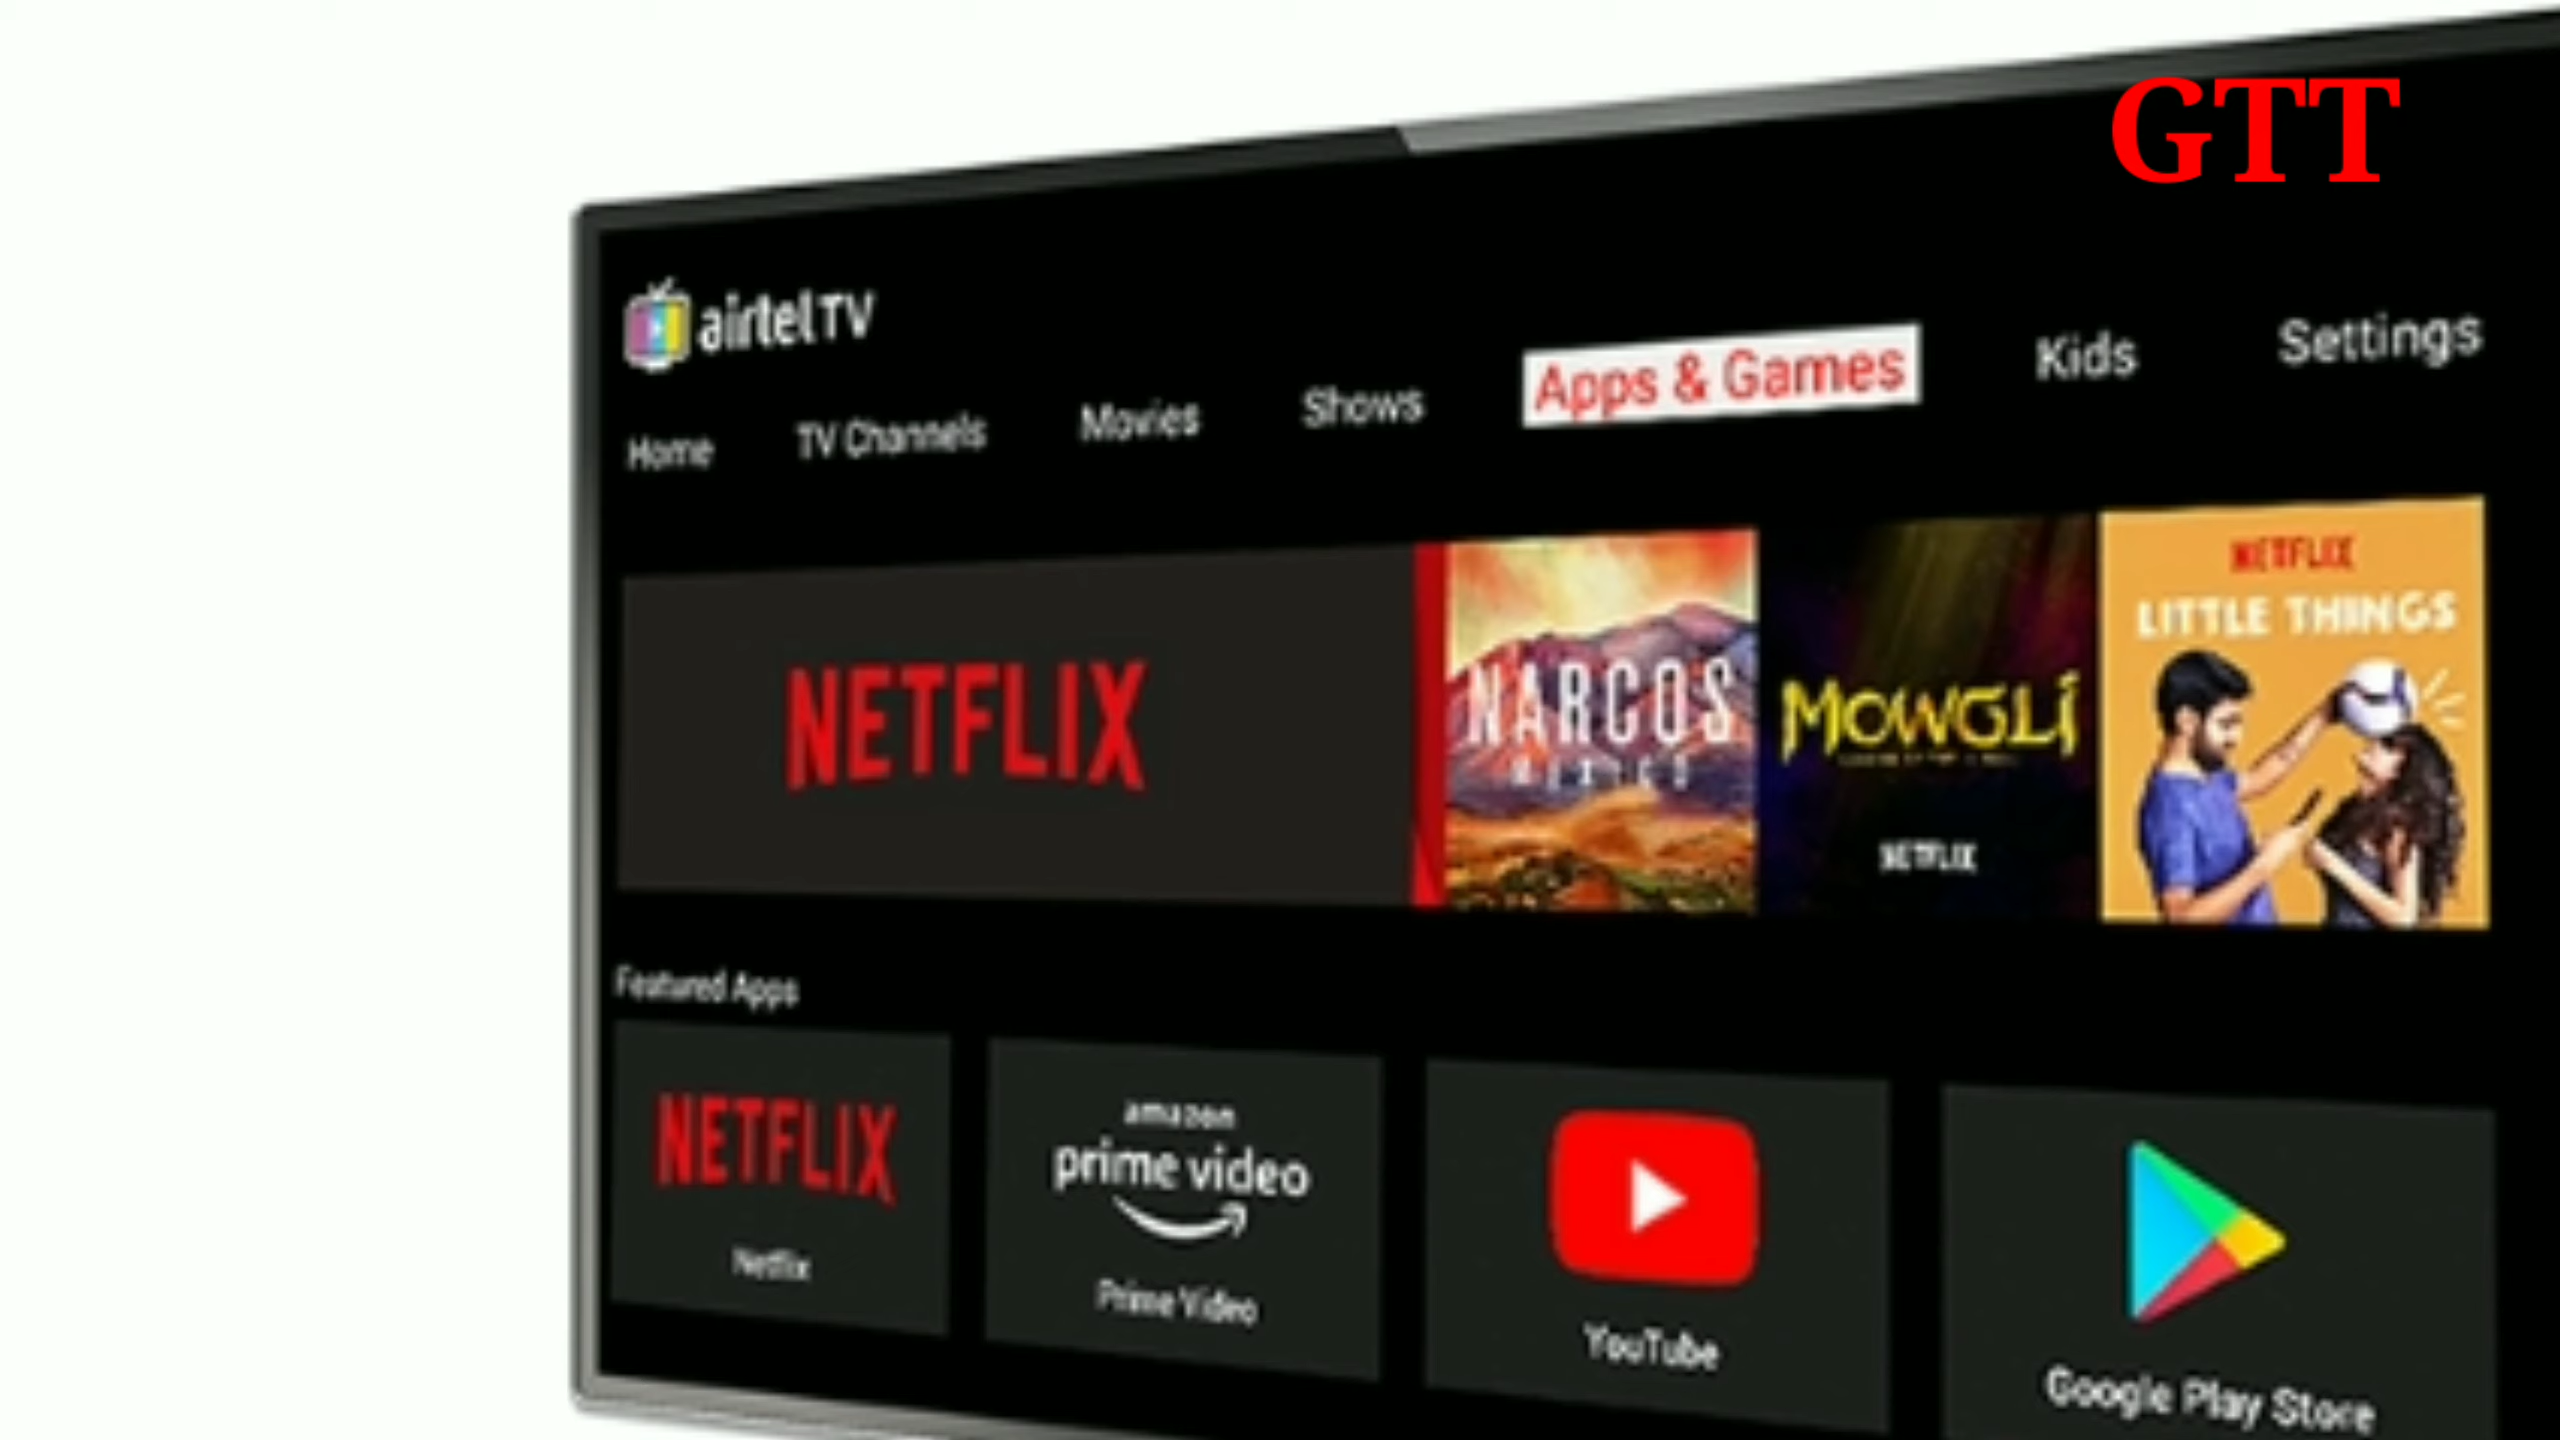 GTT
airtel TV
Home TV Channels Movies Shows Apps & Games Kids Settings
NETFLIX
NARCOS
MEXICO
MOWGLI
NETFLIX
NETFLIX
LITTLE THINGS
Featured Apps
NETFLIX
Netflix
amazon
prime video
Prime Video
YouTube
Google Play Store